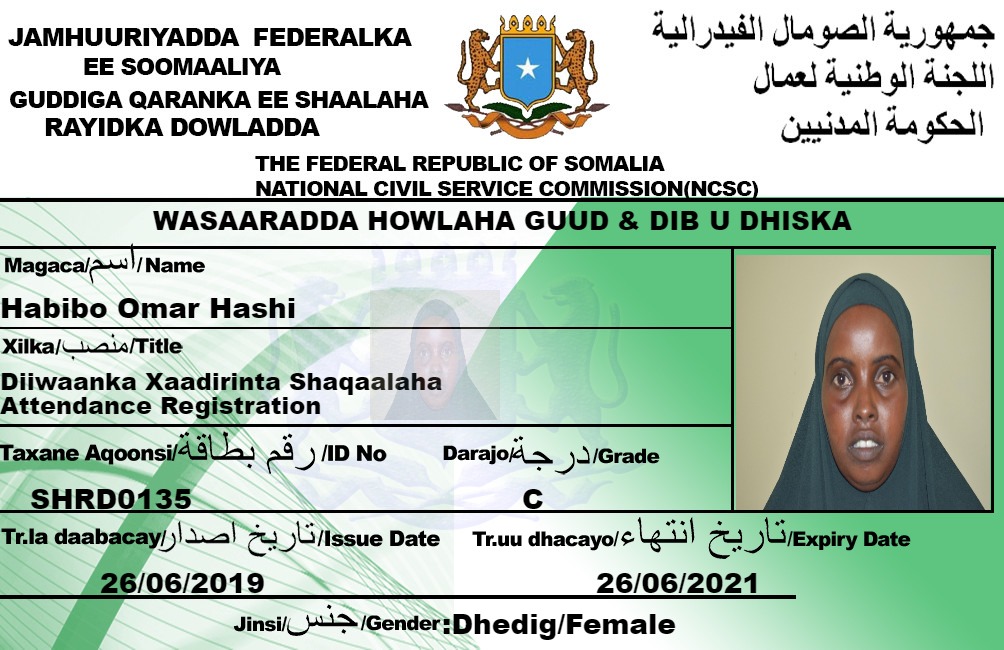 JAMHUURIYADDA FEDERALKA
EE SOOMAALIYA
GUDDIGA QARANKA EE SHAALAHA
RAYIDKA DOWLADDA
جمهورية الصومال الفيدرالية
اللجنة الوطنية لعمال
الحكومة المدنيين
THE FEDERAL REPUBLIC OF SOMALIA
NATIONAL CIVIL SERVICE COMMISSION(NCSC)
WASAARADDA HOWLAHA GUUD & DIB U DHISKA
Magaca/اسم/Name
Habibo Omar Hashi
Xilka/منصب/Title
Diiwaanka Xaadirinta Shaqaalaha
Attendance Registration
Taxane Aqoonsi/رقم بطاقة/ID No
SHRD0135
Darajo/درجة/Grade
C
Tr.la daabacay/تاريخ اصدار/Issue Date
26/06/2019
Tr.uu dhacayo/تاريخ انتهاء/Expiry Date
26/06/2021
Jinsi/جنس/Gender:Dhedig/Female